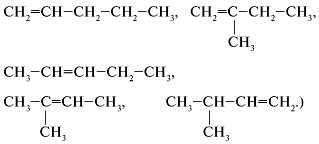 CH₂=CH−CH₂−CH₂−CH₃, CH₂=C−CH₂−CH₃,
CH₃
CH₃−CH=CH−CH₂−CH₃,
CH₃−C=CH−CH₃, CH₃−CH−CH=CH₂.)
CH₃ CH₃